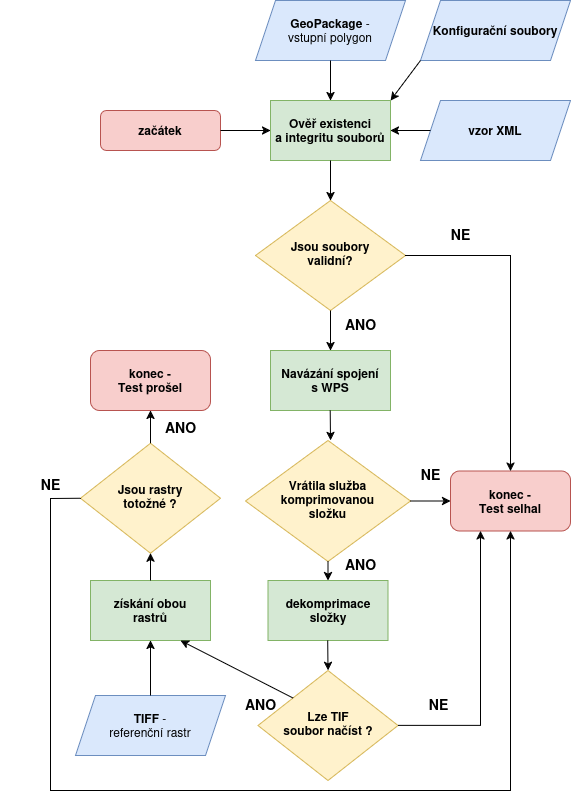 GeoPackage -
vstupní polygon
Konfigurační soubory
začátek
Ověř existenci
a integritu souborů
vzor XML
Jsou soubory
validní?
NE
ANO
Navázání spojení
s WPS
konec -
Test prošel
ANO
Vrátila služba
komprimovanou
složku
NE
konec -
Test selhal
Jsou rastry
totožné ?
NE
ANO
získání obou
rastrů
dekomprimace
složky
TIFF -
referenční rastr
ANO
Lze TIF
soubor načíst ?
NE